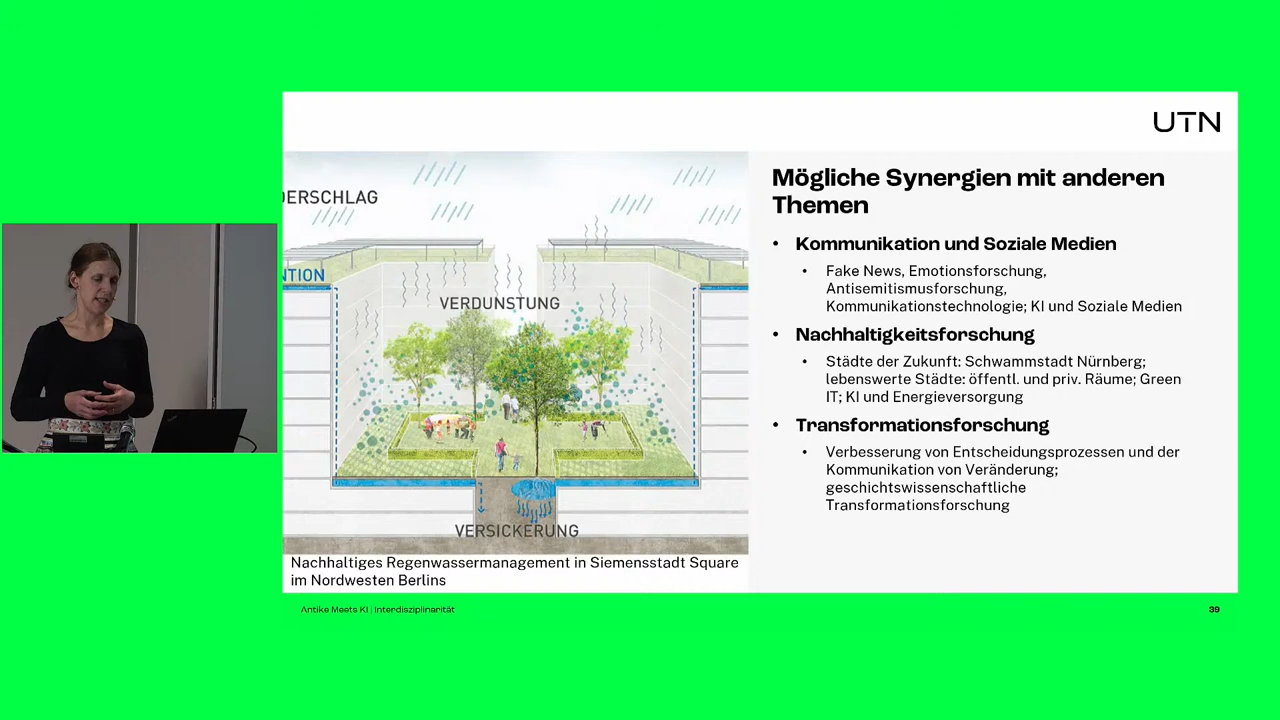 UTN
DERSCHLAG
NTION
VERDUNSTUNG
VERSICKERUNG
Nachhaltiges Regenwassermanagement in Siemensstadt Square
im Nordwesten Berlins
Mögliche Synergien mit anderen
Themen
• Kommunikation und Soziale Medien
• Fake News, Emotionsforschung,
Antisemitismusforschung,
Kommunikationstechnologie; KI und Soziale Medien
• Nachhaltigkeitsforschung
• Städte der Zukunft: Schwammstadt Nürnberg;
lebenswerte Städte: öffentl. und priv. Räume; Green
IT; KI und Energieversorgung
• Transformationsforschung
• Verbesserung von Entscheidungsprozessen und der
Kommunikation von Veränderung;
geschichtswissenschaftliche
Transformationsforschung
Antike Meets KI | Interdisziplinarität
39